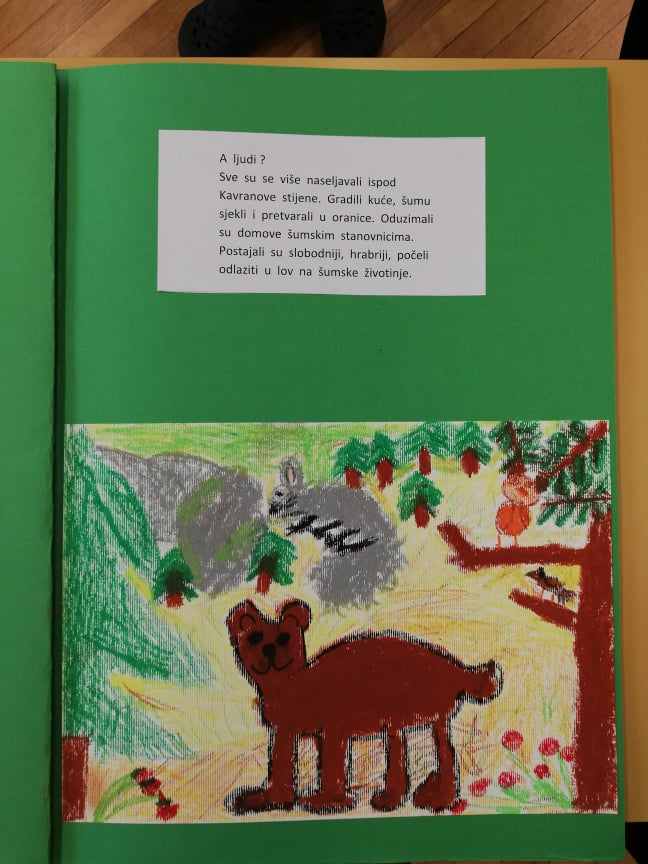 A ljudi ?
Sve su se više naseljavali ispod
Kavranove stijene. Gradili kuće, šumu
sjekli i pretvarali u oranice. Oduzimali
su domove šumskim stanovnicima.
Postajali su slobodniji, hrabriji, počeli
odlaziti u lov na šumske životinje.